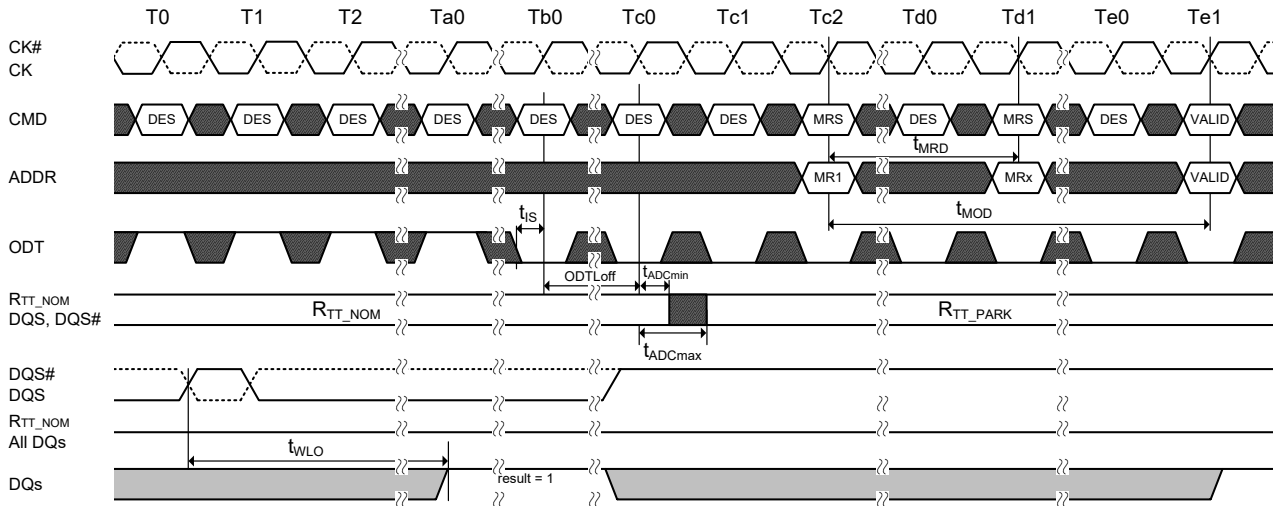 T0 T1 T2 Ta0 Tb0 Tc0 Tc1 Tc2 Td0 Td1 Te0 Te1
CK#
CK
CMD DES DES DES DES DES DES DES MRS DES MRS DES VALID
tMRD
ADDR MR1 MRx VALID
tIS tMOD
ODT
ODTLoff tADCmin
RTT_NOM
DQS, DQS# RTT_NOM RTT_PARK
tADCmax
DQS#
DQS
RTT_NOM
All DQs
tWLO
DQs result = 1